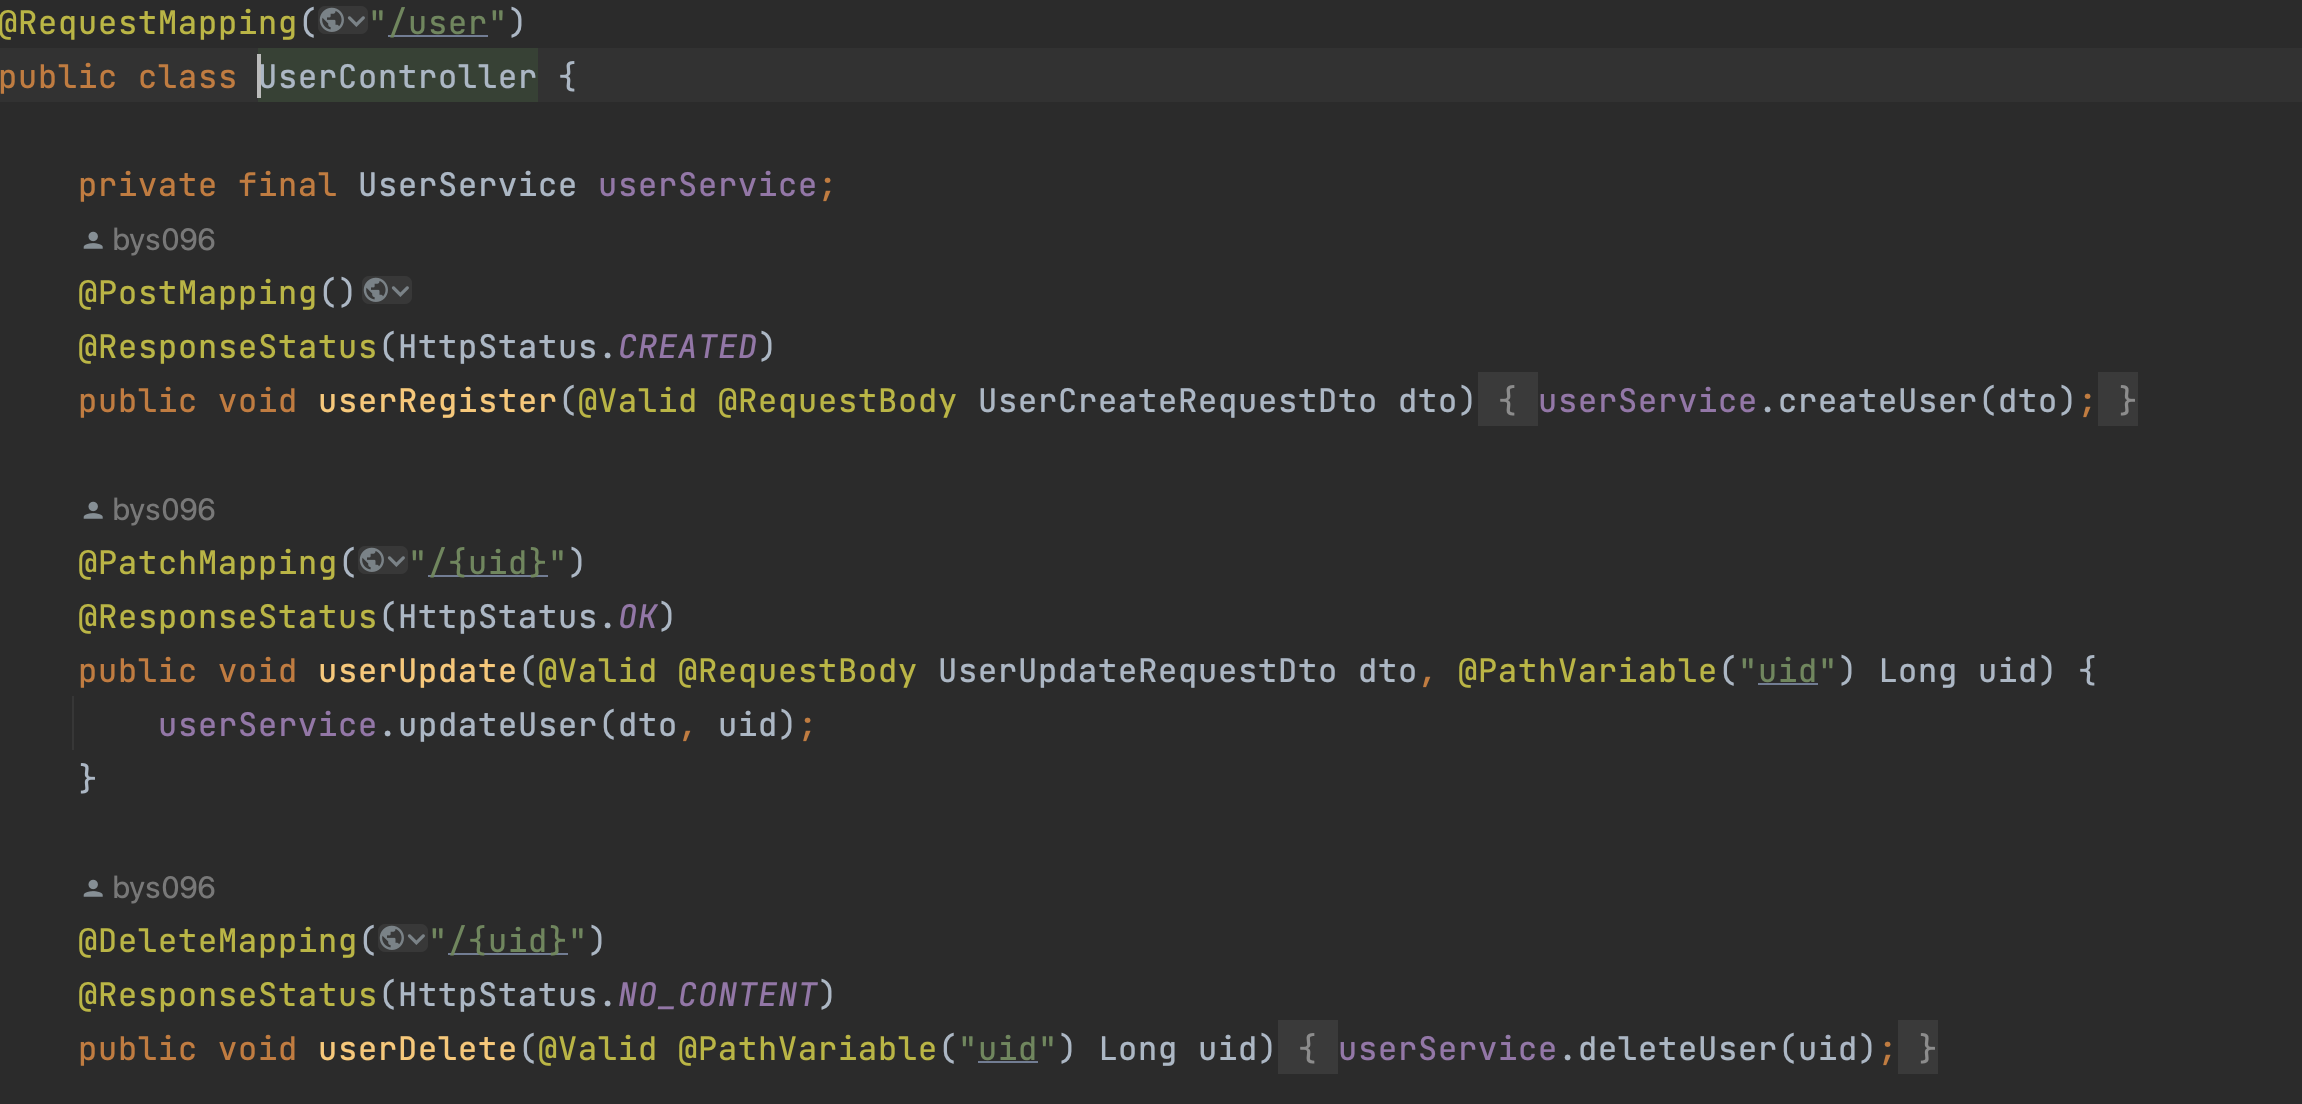 @RequestMapping("/user")
public class UserController {
private final UserService userService;
bys096
@PostMapping()
@ResponseStatus(HttpStatus.CREATED)
public void userRegister(@Valid @RequestBody UserCreateRequestDto dto) { userService.createUser(dto); }
bys096
@PatchMapping("/{uid}")
@ResponseStatus(HttpStatus.OK)
public void userUpdate(@Valid @RequestBody UserUpdateRequestDto dto, @PathVariable("uid") Long uid) {
userService.updateUser(dto, uid);
}
bys096
@DeleteMapping("/{uid}")
@ResponseStatus(HttpStatus.NO_CONTENT)
public void userDelete(@Valid @PathVariable("uid") Long uid) { userService.deleteUser(uid); }